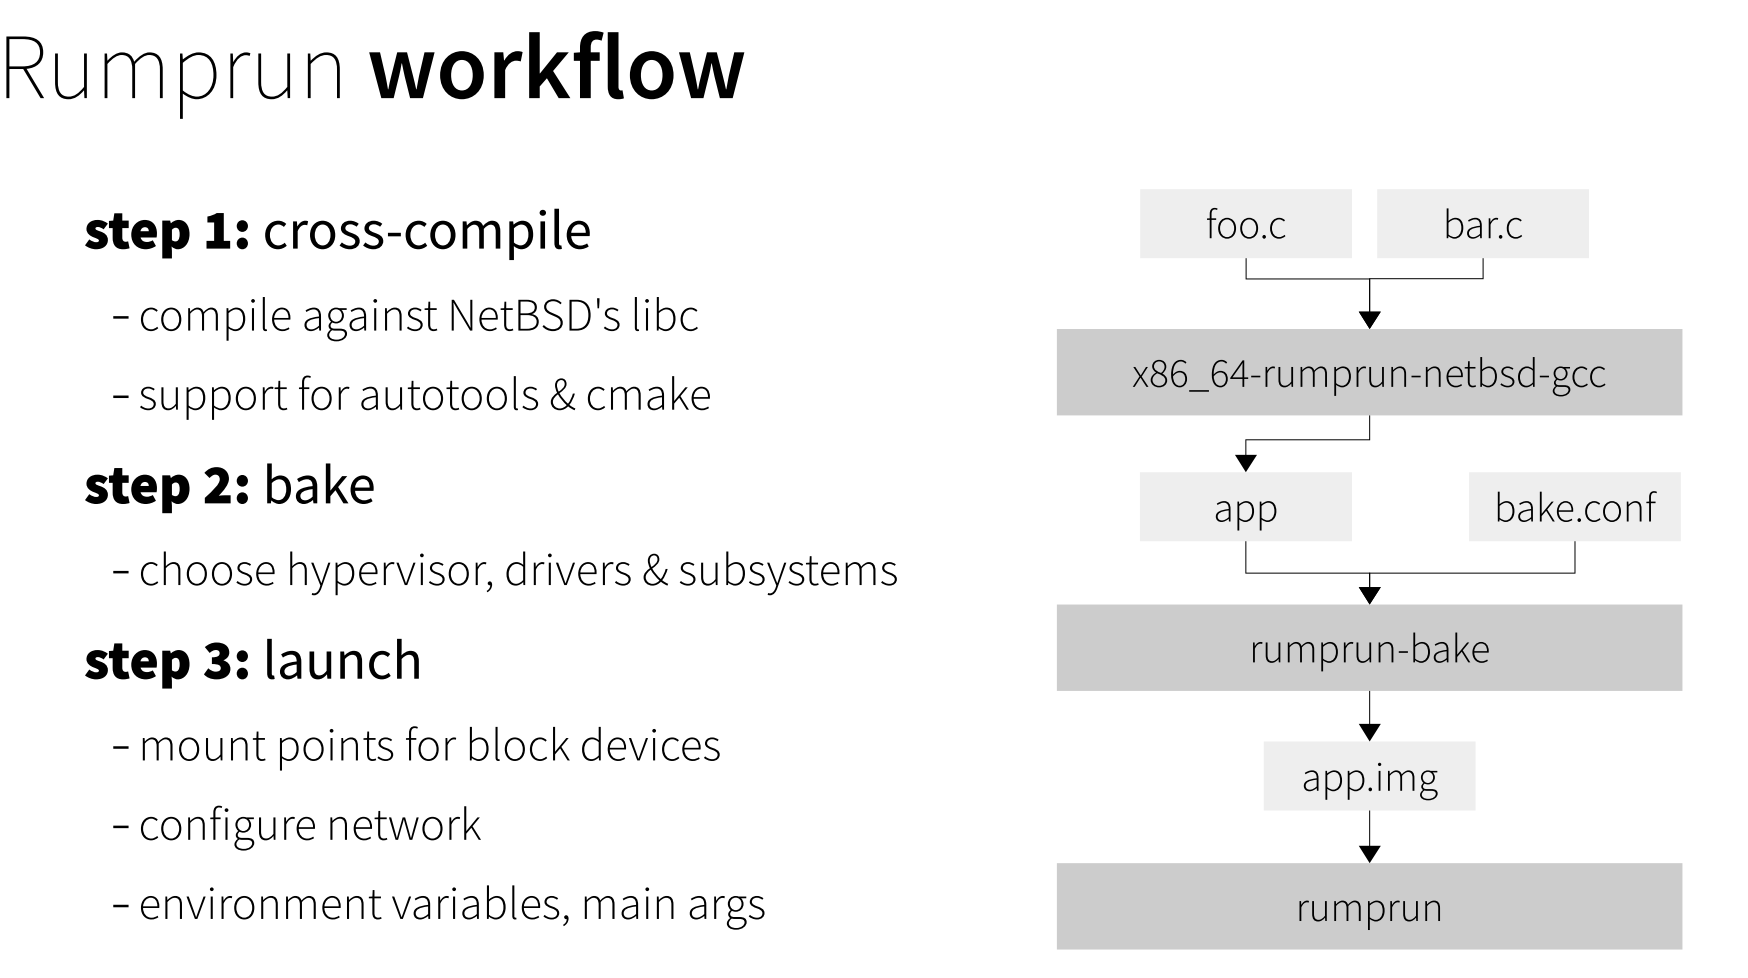 Rumprun workflow
step 1: cross-compile
– compile against NetBSD's libc
– support for autotools & cmake
step 2: bake
– choose hypervisor, drivers & subsystems
step 3: launch
– mount points for block devices
– configure network
– environment variables, main args
foo.c
bar.c
x86_64-rumprun-netbsd-gcc
app
bake.conf
rumprun-bake
app.img
rumprun